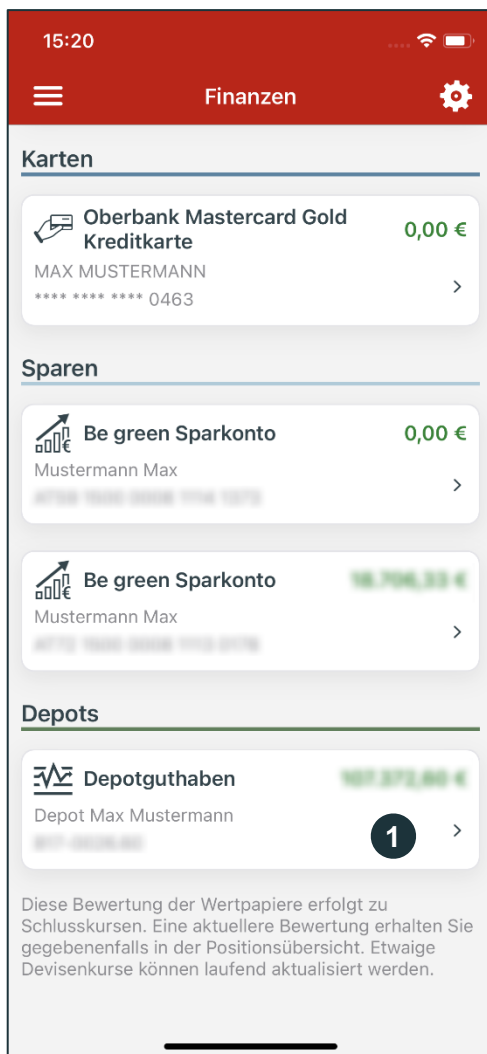 15:20
Finanzen
Karten
Oberbank Mastercard Gold
Kreditkarte
0,00 €
MAX MUSTERMANN
**** **** **** 0463
Sparen
Be green Sparkonto
0,00 €
Mustermann Max
Be green Sparkonto
Mustermann Max
Depots
Depotguthaben
Depot Max Mustermann
1
Diese Bewertung der Wertpapiere erfolgt zu
Schlusskursen. Eine aktuellere Bewertung erhalten Sie
gegebenenfalls in der Positionsübersicht. Etwaige
Devisenkurse können laufend aktualisiert werden.